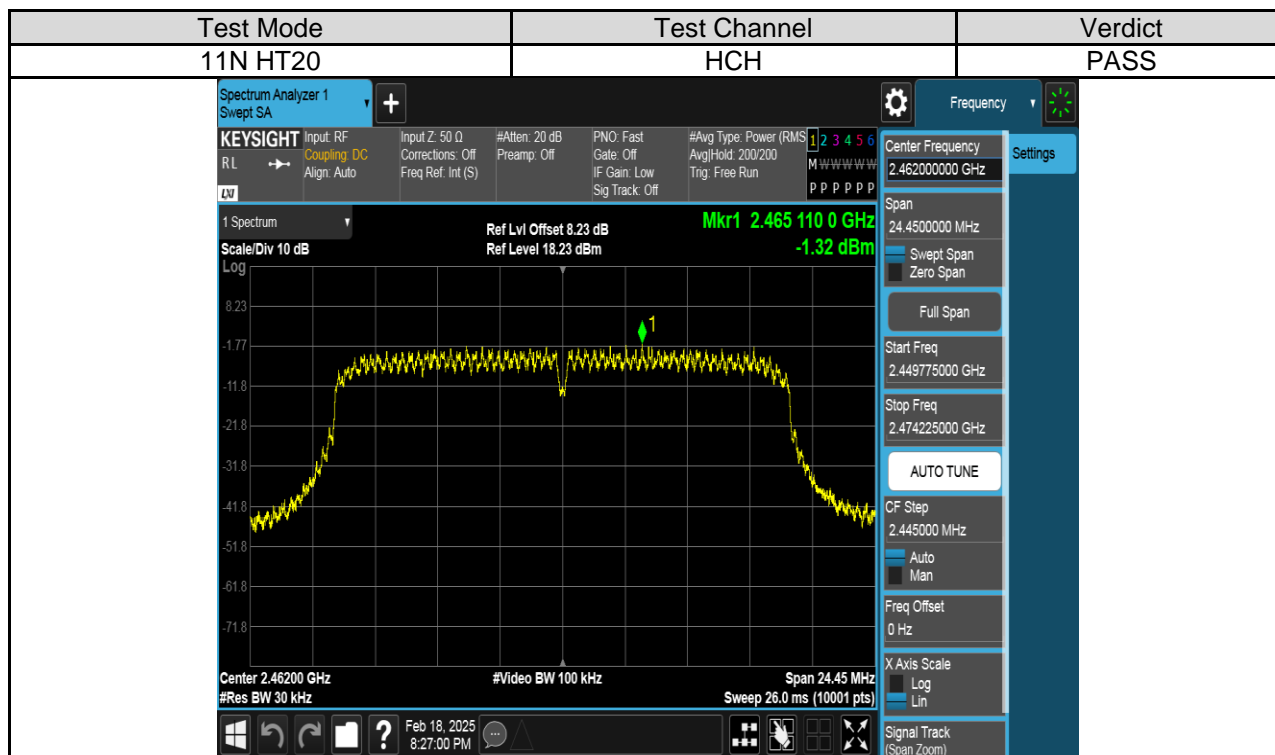 Test Mode Test Channel Verdict
11N HT20 HCH PASS
Spectrum Analyzer 1
Swept SA
+
Frequency
KEYSIGHT Input: RF Input Z: 50 Ω #Atten: 20 dB PNO: Fast #Avg Type: Power (RMS 1 2 3 4 5 6
Coupling: DC Corrections: Off Preamp: Off Gate: Off Avg|Hold: 200/200
R L Align: Auto Freq Ref: Int (S) IF Gain: Low Trig: Free Run M W W W W W
LXI Sig Track: Off P P P P P P
Center Frequency
2.462000000 GHz
Settings
1 Spectrum
Ref Lvl Offset 8.23 dB
Mkr1 2.465 110 0 GHz
Scale/Div 10 dB Ref Level 18.23 dBm -1.32 dBm
Log
8.23
1
-1.77
-11.8
-21.8
-31.8
-41.8
-51.8
-61.8
-71.8
Center 2.46200 GHz #Video BW 100 kHz Span 24.45 MHz
#Res BW 30 kHz Sweep 26.0 ms (10001 pts)
Span
24.4500000 MHz
Swept Span
Zero Span
Full Span
Start Freq
2.449775000 GHz
Stop Freq
2.474225000 GHz
AUTO TUNE
CF Step
2.445000 MHz
Auto
Man
Freq Offset
0 Hz
X Axis Scale
Log
Lin
Signal Track
(Span Zoom)
? Feb 18, 2025
8:27:00 PM